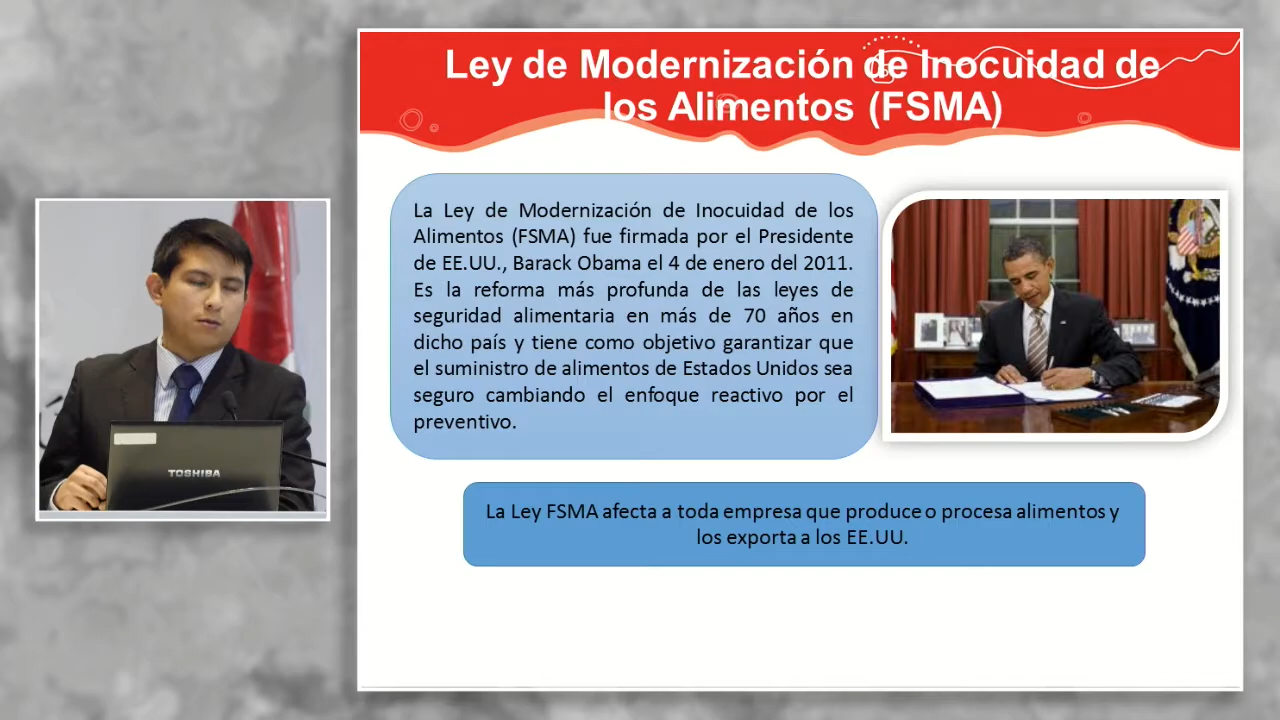 Ley de Modernización de Inocuidad de
los Alimentos (FSMA)
La Ley de Modernización de Inocuidad de los
Alimentos (FSMA) fue firmada por el Presidente
de EE.UU., Barack Obama el 4 de enero del 2011.
Es la reforma más profunda de las leyes de
seguridad alimentaria en más de 70 años en
dicho país y tiene como objetivo garantizar que
el suministro de alimentos de Estados Unidos sea
seguro cambiando el enfoque reactivo por el
preventivo.
La Ley FSMA afecta a toda empresa que produce o procesa alimentos y
los exporta a los EE.UU.
TOSHIBA